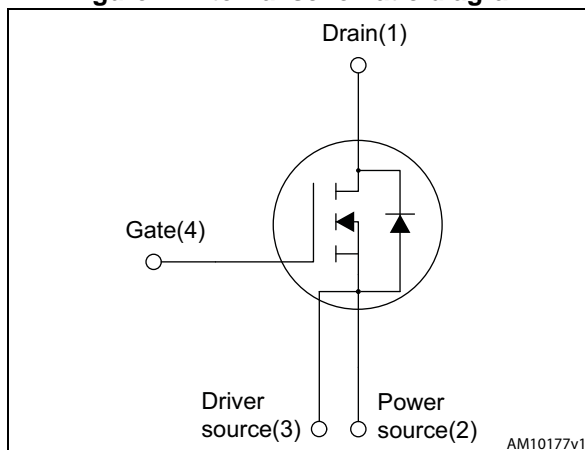 Drain(1)
Gate(4)
Driver
source(3)
Power
source(2)
AM10177v1